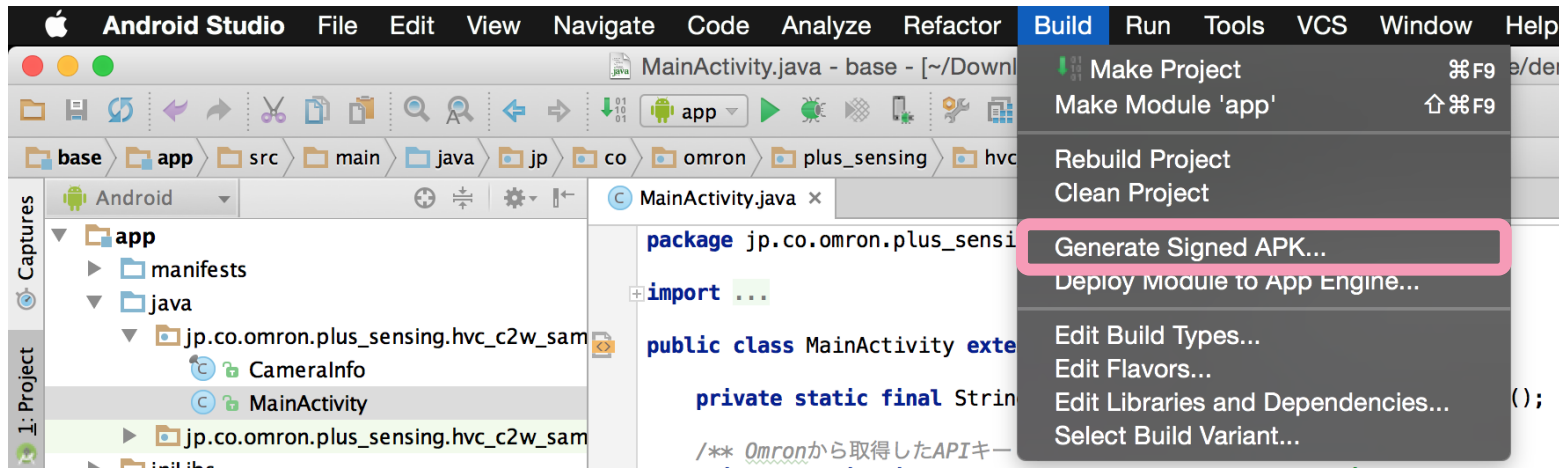 Android Studio File Edit View Navigate Code Analyze Refactor Build Run Tools VCS Window Help
MainActivity.java - base - [~/Downl
Make Project ⌘F9
Make Module 'app' ⇧⌘F9
Rebuild Project
Clean Project
Generate Signed APK...
Deploy Module to App Engine...
Edit Build Types...
Edit Flavors...
Edit Libraries and Dependencies...
Select Build Variant...
app
base app src main java jp co omron plus_sensing hvc
Captures
1: Project
Android
app
manifests
java
jp.co.omron.plus_sensing.hvc_c2w_sam
CameraInfo
MainActivity
jp.co.omron.plus_sensing.hvc_c2w_sam
MainActivity.java
package jp.co.omron.plus_sensi
import ...
public class MainActivity exte
private static final Strin ();
/** Omronから取得したAPIキー